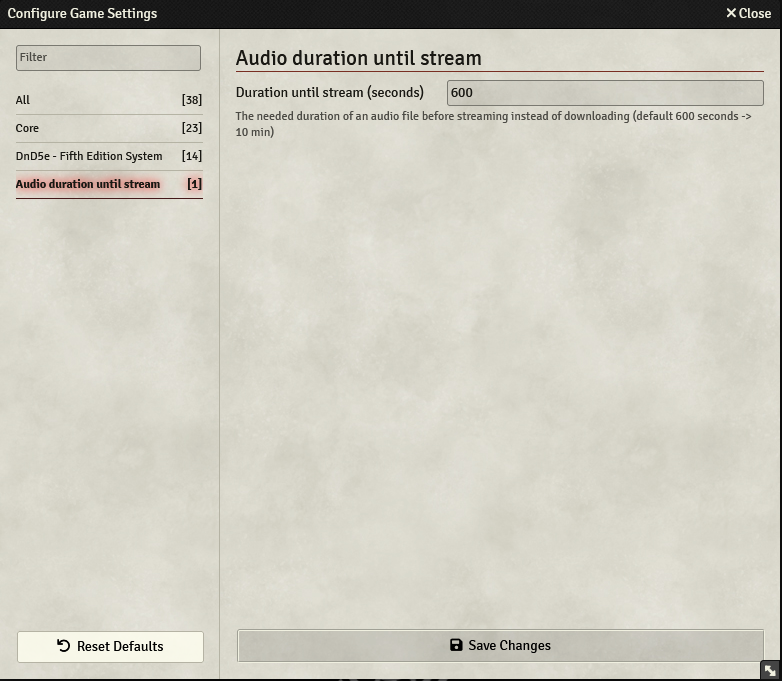 Configure Game Settings
Close
Filter
All [38]
Core [23]
DnD5e - Fifth Edition System [14]
Audio duration until stream [1]
Reset Defaults
Audio duration until stream
Duration until stream (seconds) 600
The needed duration of an audio file before streaming instead of downloading (default 600 seconds ->
10 min)
Save Changes